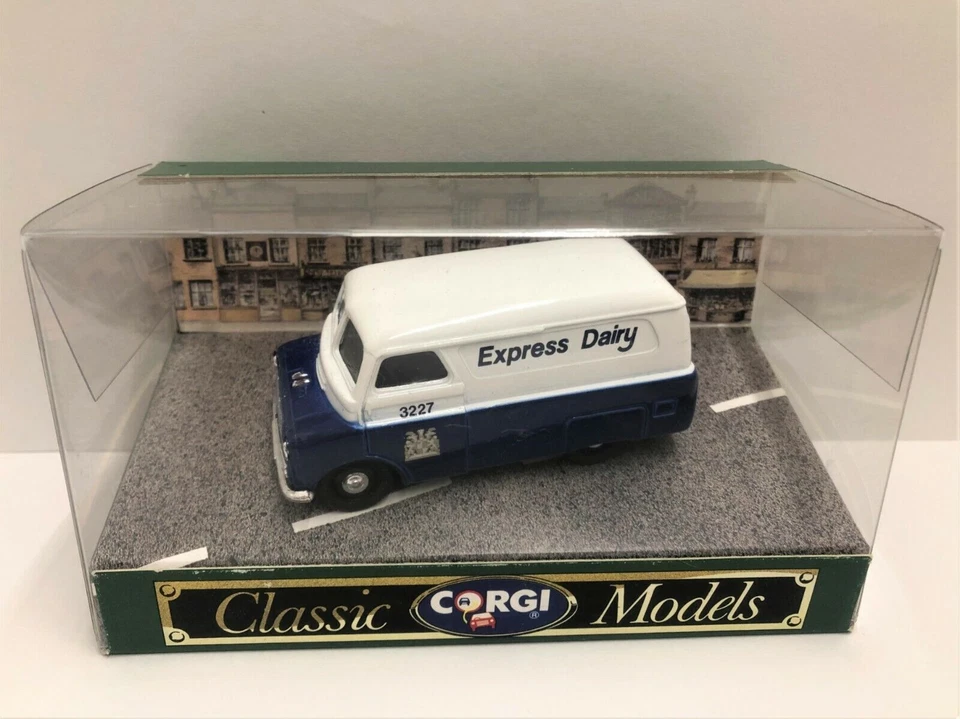 Express Dairy
3227
Classic CORGI® Models